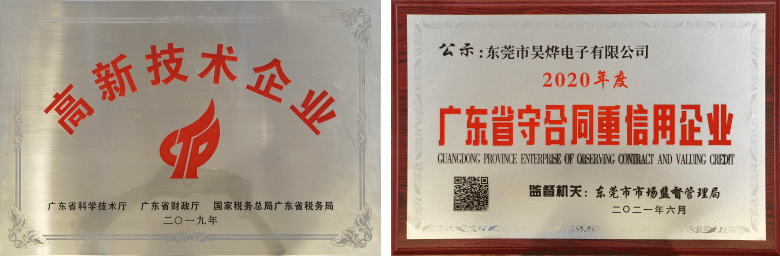 高新技术企业
广东省科学技术厅 广东省财政厅 国家税务总局广东省税务局
二〇一九年
公示:东莞市昊烨电子有限公司
2020年度
广东省守合同重信用企业
GUANGDONG PROVINCE ENTERPRISE OF OBSERVING CONTRACT AND VALUING CREDIT
监督机关:东莞市市场监督管理局
二〇二一年六月